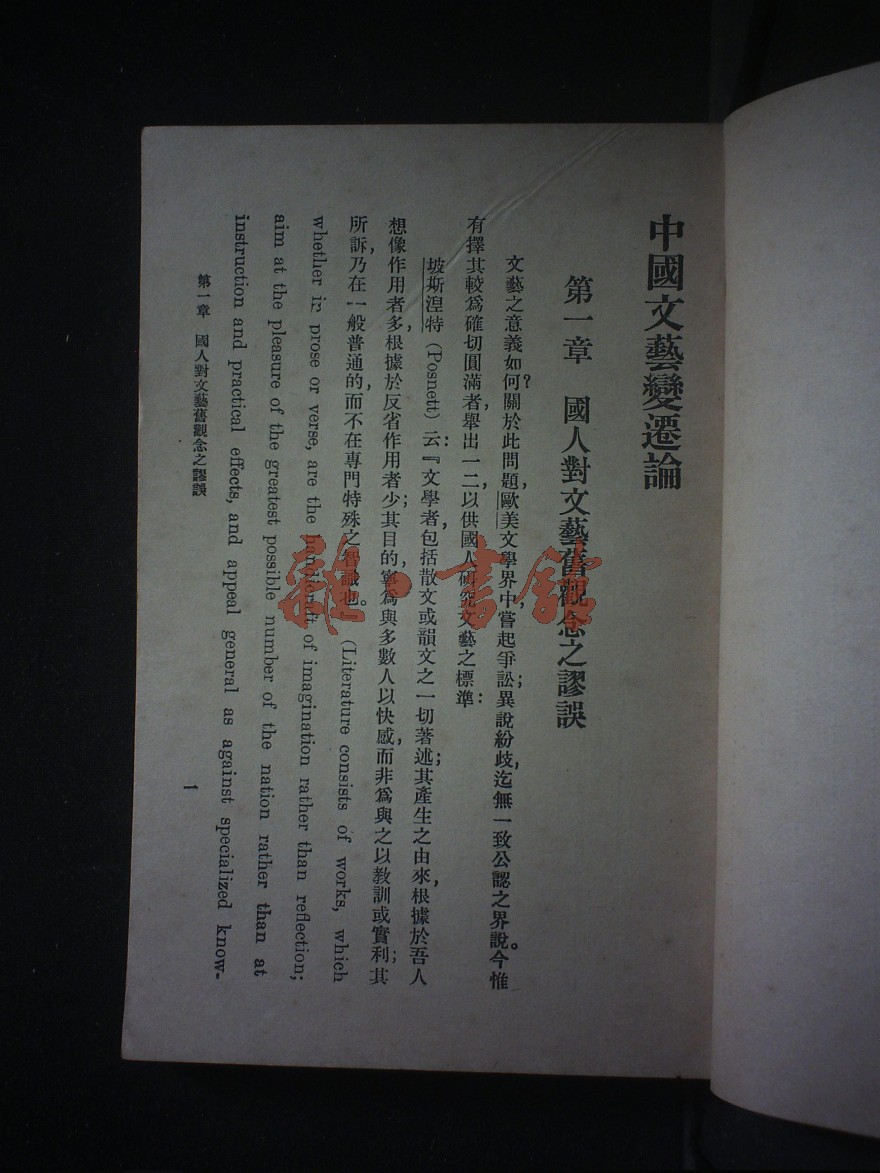 中國文藝變遷論
第一章　國人對文藝舊觀念之謬誤
文藝之意義如何？關於此問題，歐美文學界中嘗起爭訟；異說紛歧，迄無一致公認之界說。今惟
有擇其較爲確切圓滿者，舉出一二，以供國人研究文藝之標準：
坡斯涅特（Posnett）云：『文學者，包括散文或韻文之一切著述；其產生之由來，根據於吾人
想像作用者多，根據於反省作用者少；其目的，寧爲與多數人以快感，而非爲與之以教訓或實利；其
所訴，乃在一般普通的，而不在專門特殊之智識也。（Literature consists of works, which
whether in prose or verse, are the handicraft of imagination rather than reflection;
aim at the pleasure of the greatest possible number of the nation rather than at
instruction and practical effects, and appeal general as against specialized know-
第一章　國人對文藝舊觀念之謬誤
1
雜·書館